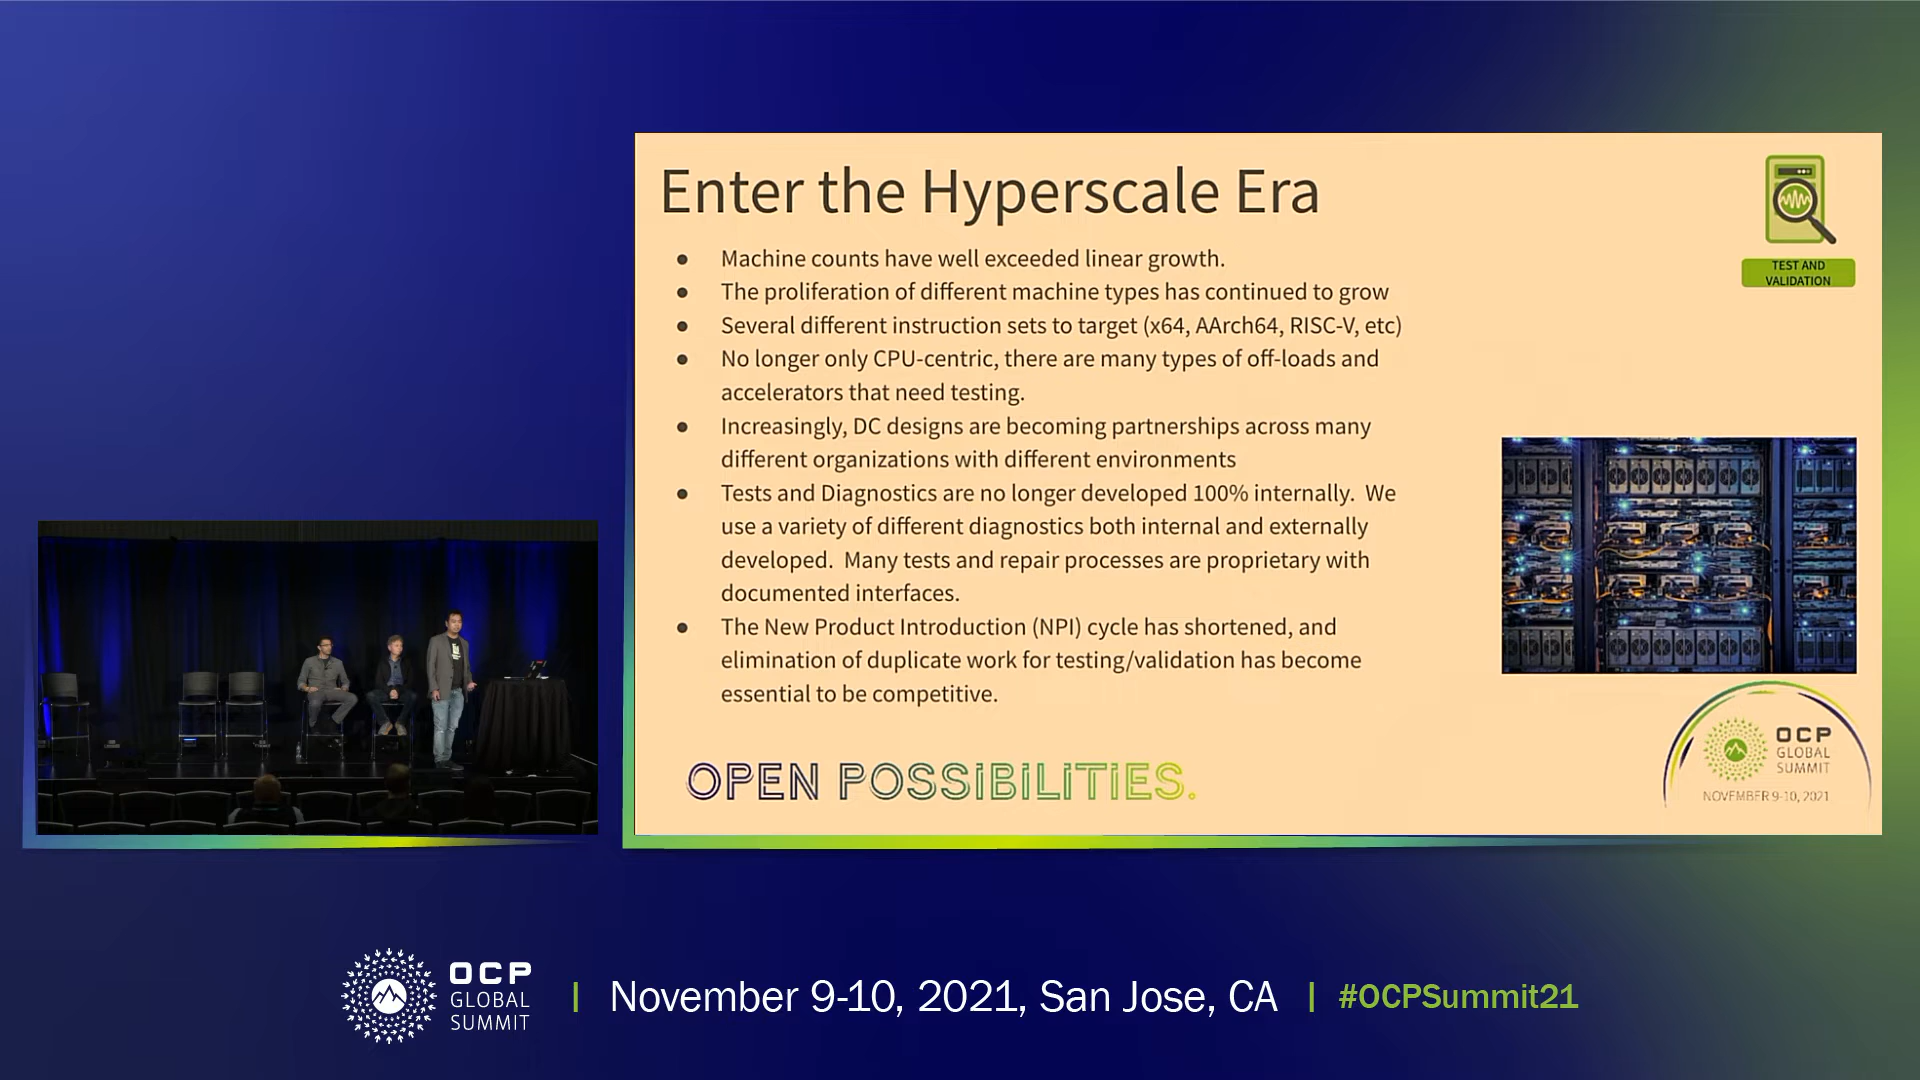 Enter the Hyperscale Era
TEST AND
VALIDATION
● Machine counts have well exceeded linear growth.
● The proliferation of different machine types has continued to grow
● Several different instruction sets to target (x64, AArch64, RISC-V, etc)
● No longer only CPU-centric, there are many types of off-loads and
accelerators that need testing.
● Increasingly, DC designs are becoming partnerships across many
different organizations with different environments
● Tests and Diagnostics are no longer developed 100% internally. We
use a variety of different diagnostics both internal and externally
developed. Many tests and repair processes are proprietary with
documented interfaces.
● The New Product Introduction (NPI) cycle has shortened, and
elimination of duplicate work for testing/validation has become
essential to be competitive.
OPEN POSSIBILITIES.
OCP
GLOBAL
SUMMIT
NOVEMBER 9-10, 2021
OCP
GLOBAL
SUMMIT
| November 9-10, 2021, San Jose, CA | #OCPSummit21